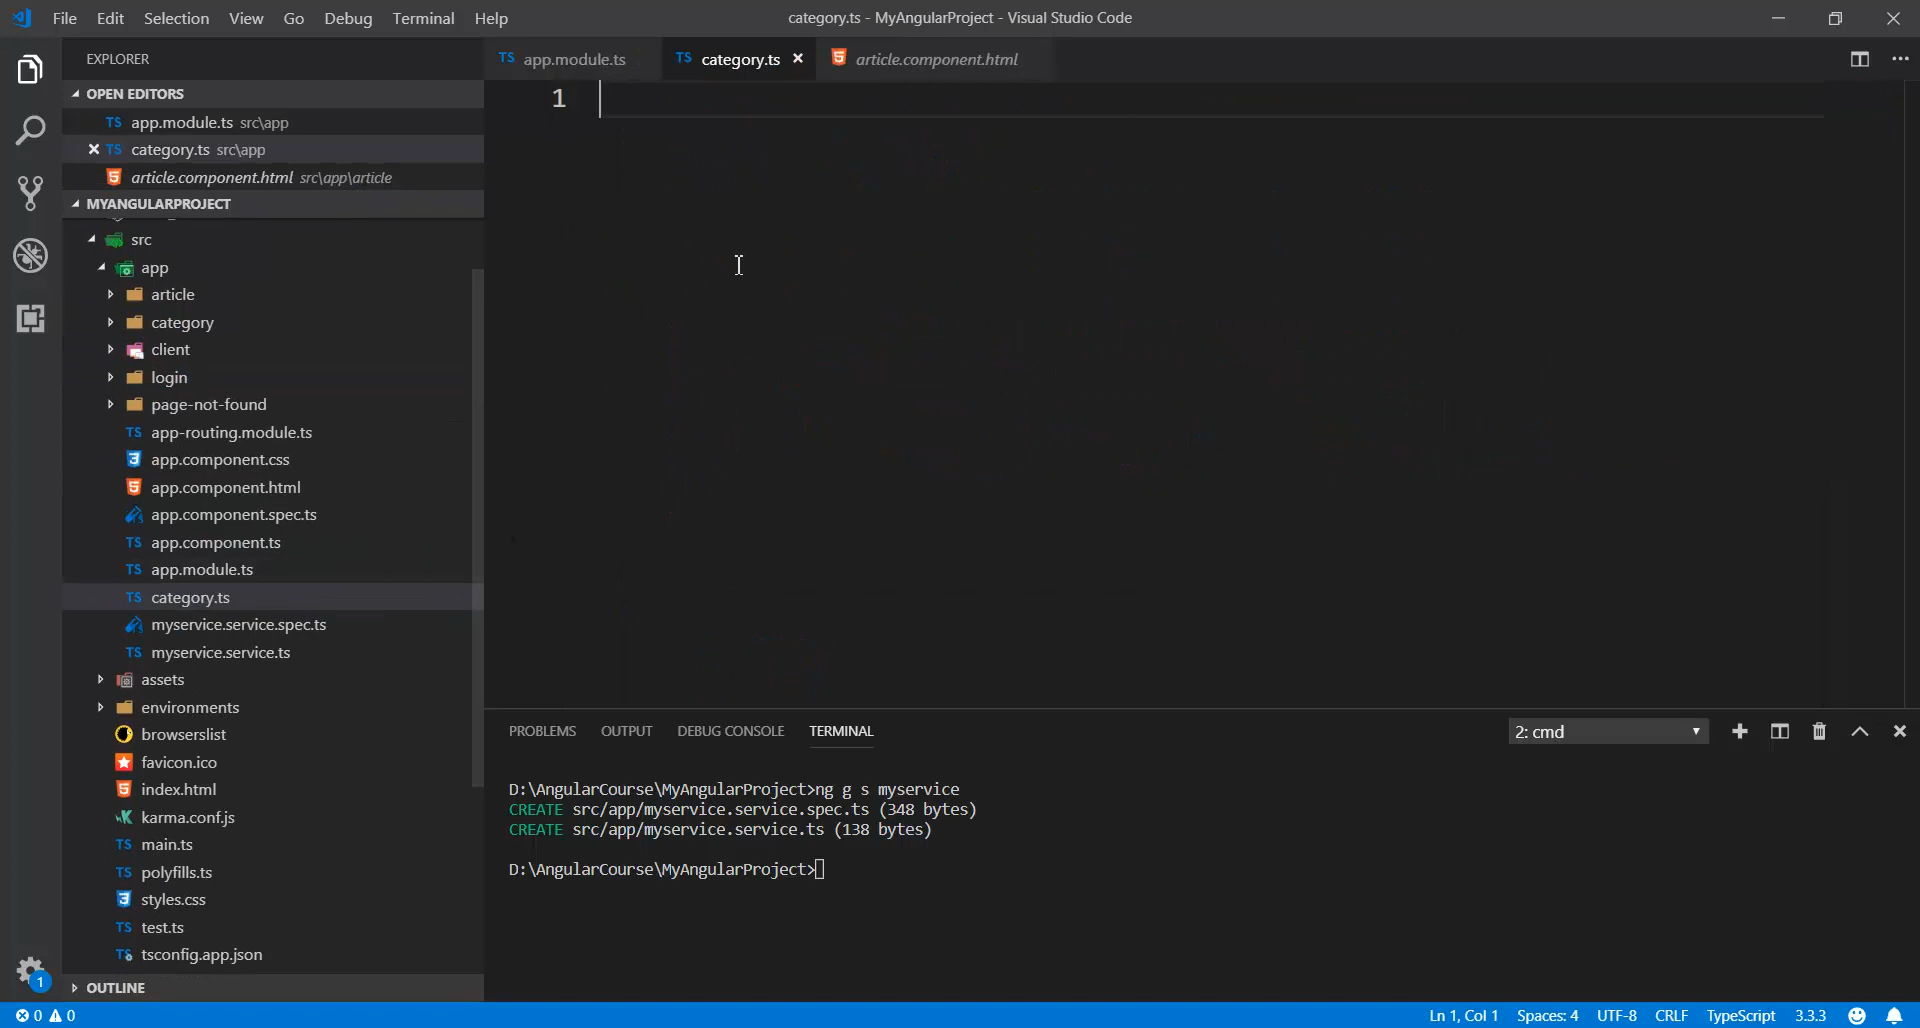 File Edit Selection View Go Debug Terminal Help
category.ts - MyAngularProject - Visual Studio Code
EXPLORER
TS app.module.ts
TS category.ts
article.component.html
OPEN EDITORS
TS app.module.ts src\app
TS category.ts src\app
article.component.html src\app\article
MYANGULARPROJECT
src
app
article
category
client
login
page-not-found
TS app-routing.module.ts
app.component.css
app.component.html
app.component.spec.ts
TS app.component.ts
TS app.module.ts
TS category.ts
myservice.service.spec.ts
TS myservice.service.ts
assets
environments
browserslist
favicon.ico
index.html
karma.conf.js
TS main.ts
TS polyfills.ts
styles.css
TS test.ts
TS tsconfig.app.json
OUTLINE
1
1
PROBLEMS OUTPUT DEBUG CONSOLE TERMINAL
2: cmd
D:\AngularCourse\MyAngularProject>ng g s myservice
CREATE src/app/myservice.service.spec.ts (348 bytes)
CREATE src/app/myservice.service.ts (138 bytes)
D:\AngularCourse\MyAngularProject>
0 0
Ln 1, Col 1 Spaces: 4 UTF-8 CRLF TypeScript 3.3.3